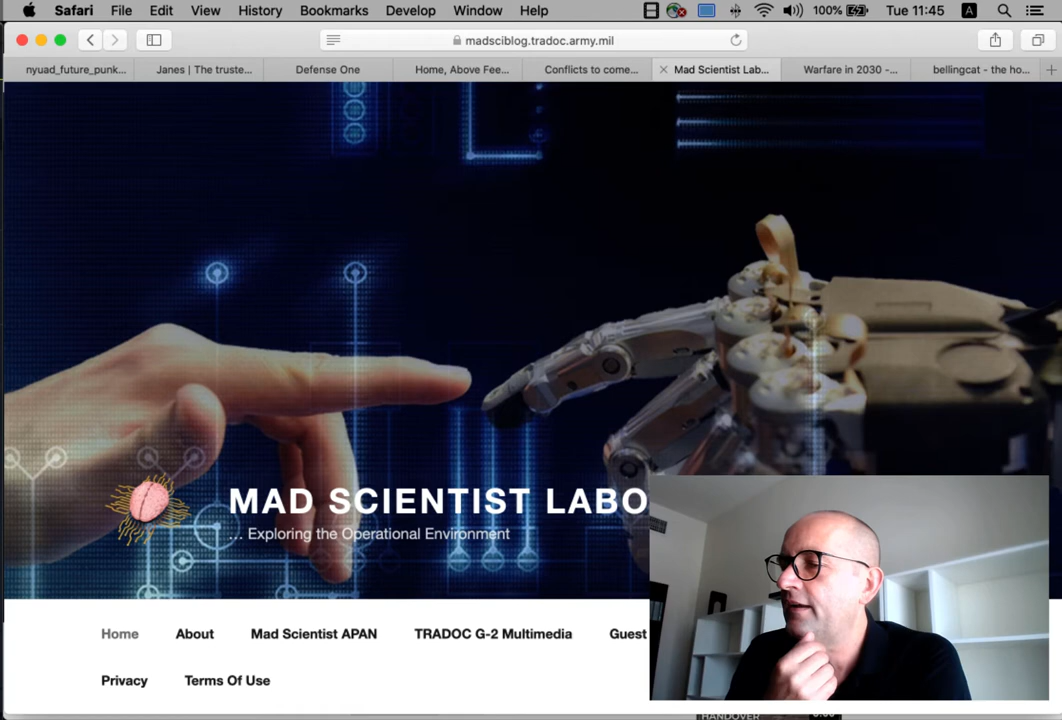 Safari File Edit View History Bookmarks Develop Window Help 100% Tue 11:45 A
madsciblog.tradoc.army.mil
nyuad_future_punk... Janes | The truste... Defense One Home, Above Fee... Conflicts to come... Mad Scientist Lab... Warfare in 2030 -... bellingcat - the ho...
MAD SCIENTIST LABO
... Exploring the Operational Environment
Home About Mad Scientist APAN TRADOC G-2 Multimedia Guest
Privacy Terms Of Use
HANDOVER